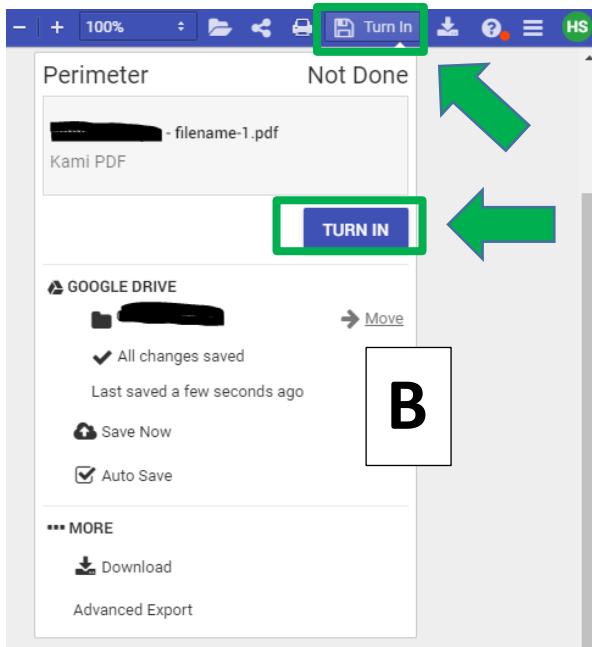 − + 100% Turn In ? HS
Perimeter Not Done
- filename-1.pdf
Kami PDF
TURN IN
GOOGLE DRIVE
Move
All changes saved
Last saved a few seconds ago
B
Save Now
Auto Save
MORE
Download
Advanced Export